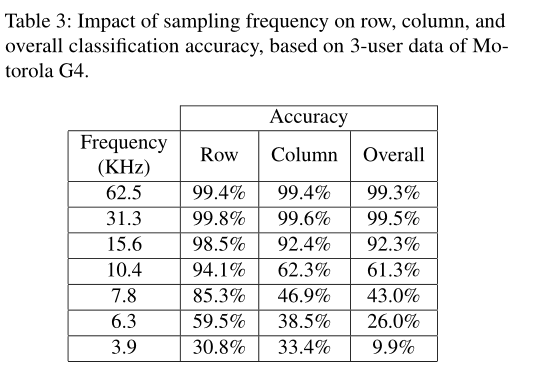 Table 3: Impact of sampling frequency on row, column, and
overall classification accuracy, based on 3-user data of Mo-
torola G4.
Accuracy
Frequency
(KHz) Row Column Overall
62.5 99.4% 99.4% 99.3%
31.3 99.8% 99.6% 99.5%
15.6 98.5% 92.4% 92.3%
10.4 94.1% 62.3% 61.3%
7.8 85.3% 46.9% 43.0%
6.3 59.5% 38.5% 26.0%
3.9 30.8% 33.4% 9.9%